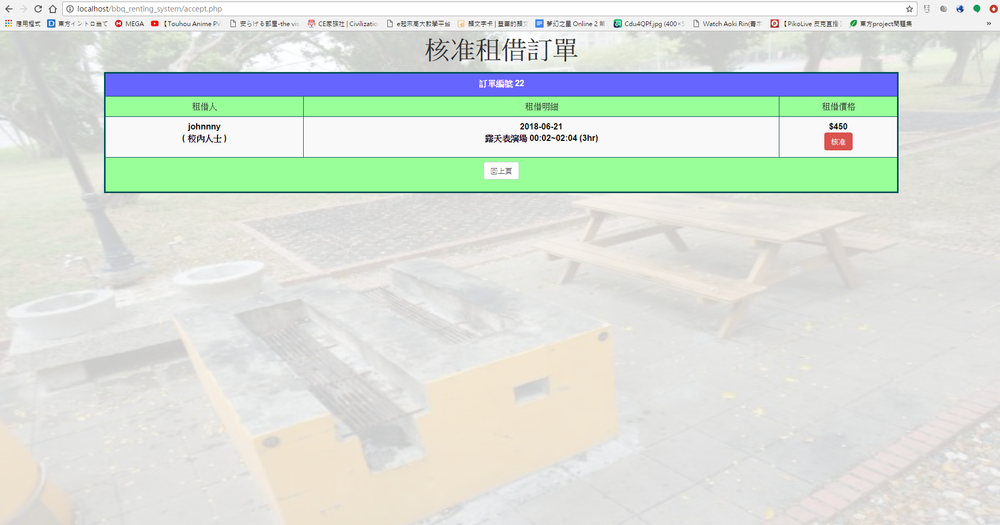 localhost/bbq_renting_system/accept.php
應用程式 東方イントロ当て MEGA 【Touhou Anime PV 安らげる部屋-the vis CE家族社 | Civilizatio e起來高大教學平台 顏文字卡 | 豐富的顏文 夢幻之星 Online 2 第 Cdu4QPf.jpg (400×5 Watch Aoki Rin(青木 【PikoLive 皮克直播 東方project問題集 »
核准租借訂單
訂單編號 22
租借人 租借明細 租借價格
johnnny 2018-06-21 $450
( 校內人士 ) 露天表演場 00:02~02:04 (3hr)
核准
回上頁